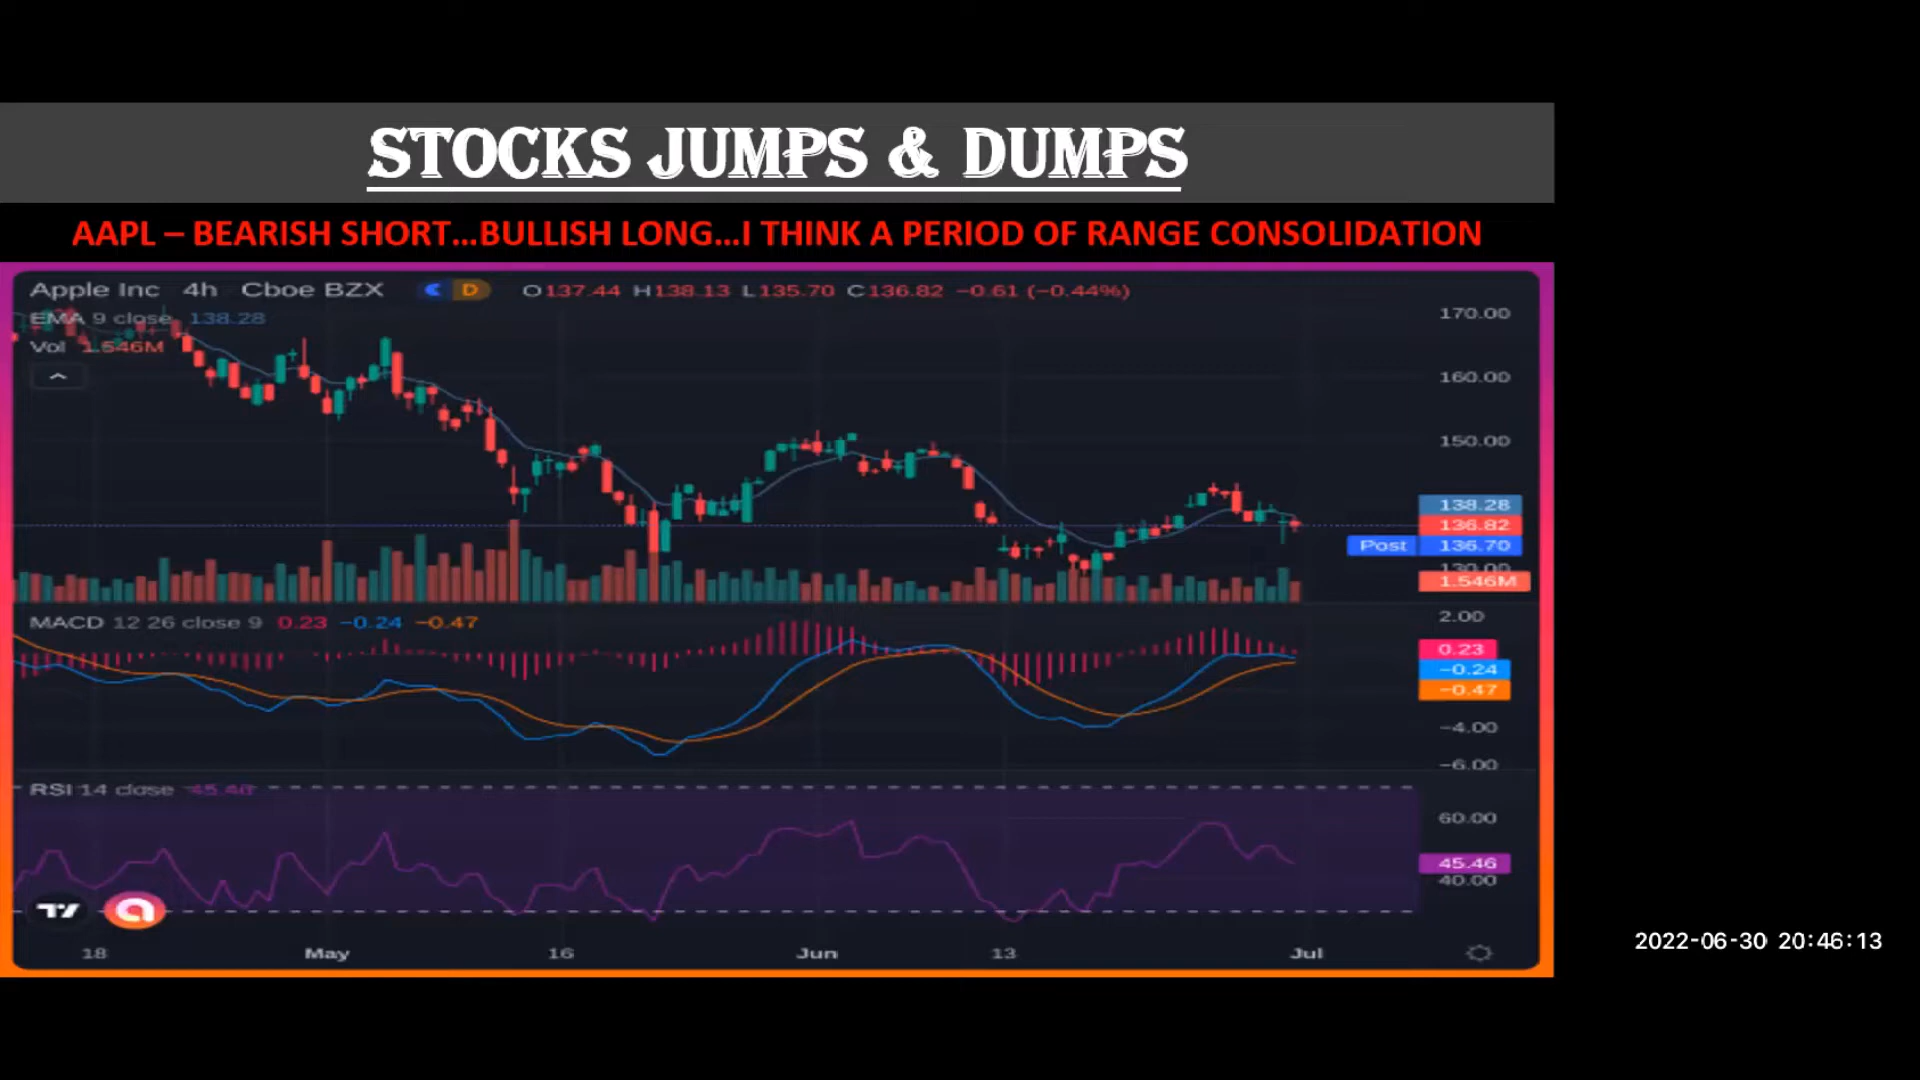 STOCKS JUMPS & DUMPS
AAPL – BEARISH SHORT...BULLISH LONG...I THINK A PERIOD OF RANGE CONSOLIDATION
Apple Inc 4h Cboe BZX D O137.44 H138.13 L135.70 C136.82 −0.61 (−0.44%)
EMA 9 close 138.28
Vol 1.546M
170.00
160.00
150.00
138.28
136.82
Post 136.70
130.00
1.546M
MACD 12 26 close 9 0.23 −0.24 −0.47
2.00
0.23
−0.24
−0.47
−4.00
−6.00
RSI 14 close 45.46
60.00
45.46
40.00
18 May 16 Jun 13 Jul
2022-06-30 20:46:13